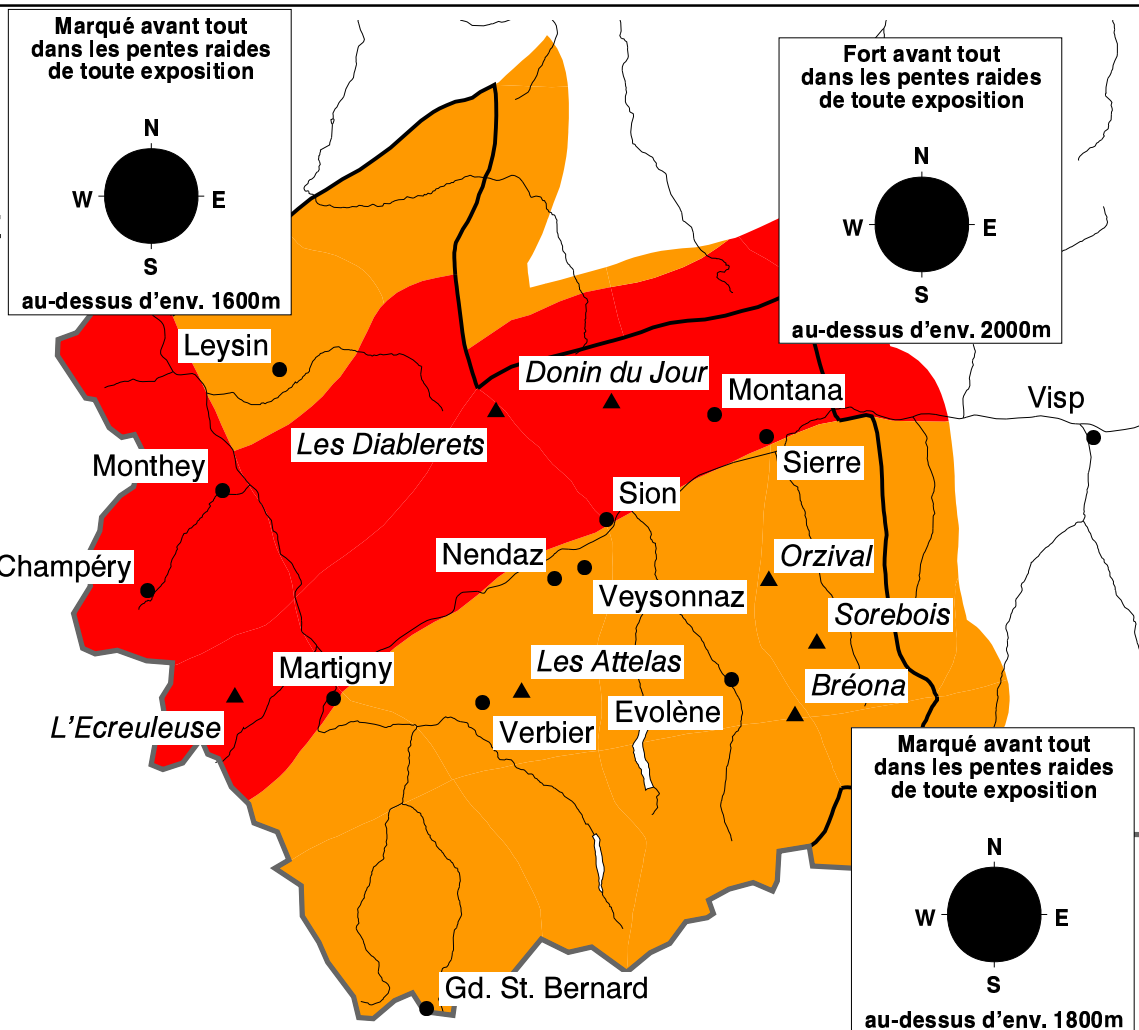 Marqué avant tout
dans les pentes raides
de toute exposition
N
W E
S
au-dessus d'env. 1600m
Fort avant tout
dans les pentes raides
de toute exposition
N
W E
S
au-dessus d'env. 2000m
Leysin
Donin du Jour
Montana
Visp
Les Diablerets
Monthey
Sierre
Sion
Nendaz
Orzival
Champéry
Veysonnaz
Sorebois
Martigny
Les Attelas
Bréona
L'Ecreuleuse
Verbier
Evolène
Gd. St. Bernard
Marqué avant tout
dans les pentes raides
de toute exposition
N
W E
S
au-dessus d'env. 1800m